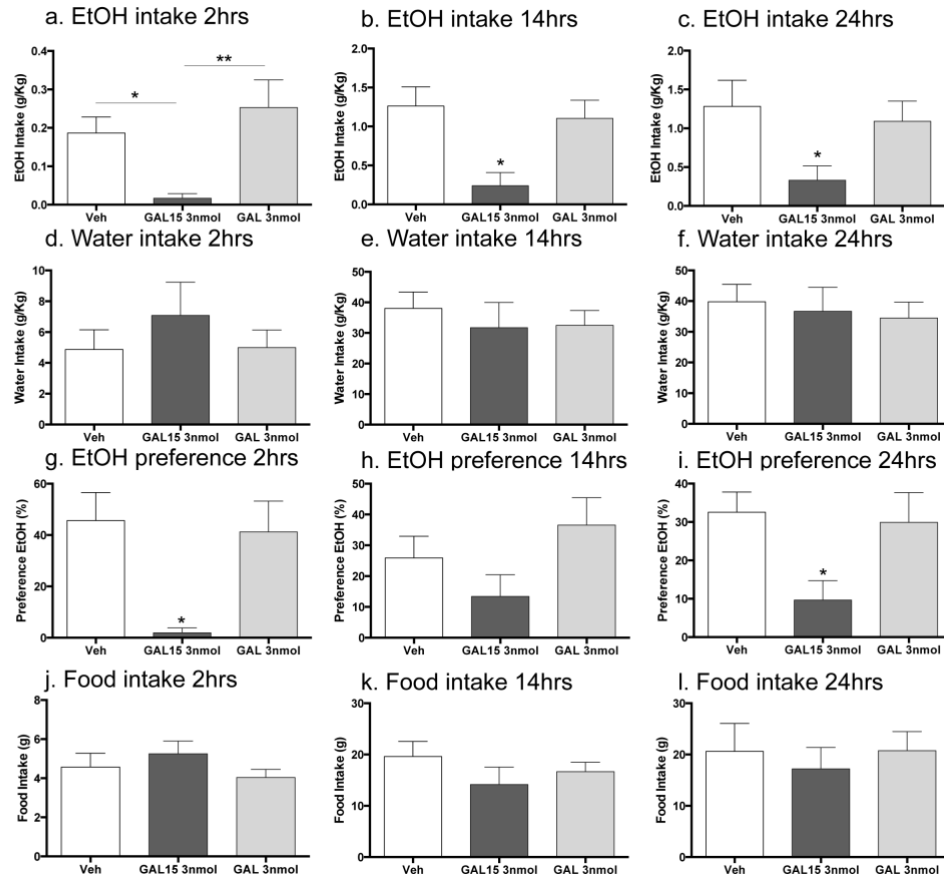 a. EtOH intake 2hrs
EtOH Intake (g/Kg)
0.4
0.3
0.2
0.1
0.0
*
**
Veh GAL15 3nmol GAL 3nmol
b. EtOH intake 14hrs
EtOH Intake (g/Kg)
2.0
1.5
1.0
0.5
0.0
*
Veh GAL15 3nmol GAL 3nmol
c. EtOH intake 24hrs
EtOH Intake (g/Kg)
2.0
1.5
1.0
0.5
0.0
*
Veh GAL15 3nmol GAL 3nmol
d. Water intake 2hrs
Water Intake (g/Kg)
10
8
6
4
2
0
Veh GAL15 3nmol GAL 3nmol
e. Water intake 14hrs
Water Intake (g/Kg)
50
40
30
20
10
0
Veh GAL15 3nmol GAL 3nmol
f. Water intake 24hrs
Water Intake (g/Kg)
50
40
30
20
10
0
Veh GAL15 3nmol GAL 3nmol
g. EtOH preference 2hrs
Preference EtOH (%)
60
40
20
0
*
Veh GAL15 3nmol GAL 3nmol
h. EtOH preference 14hrs
Preference EtOH (%)
60
50
40
30
20
10
0
Veh GAL15 3nmol GAL 3nmol
i. EtOH preference 24hrs
Preference EtOH (%)
40
30
20
10
0
*
Veh GAL15 3nmol GAL 3nmol
j. Food intake 2hrs
Food Intake (g)
8
6
4
2
0
Veh GAL15 3nmol GAL 3nmol
k. Food intake 14hrs
Food Intake (g)
30
20
10
0
Veh GAL15 3nmol GAL 3nmol
l. Food intake 24hrs
Food Intake (g)
30
20
10
0
Veh GAL15 3nmol GAL 3nmol